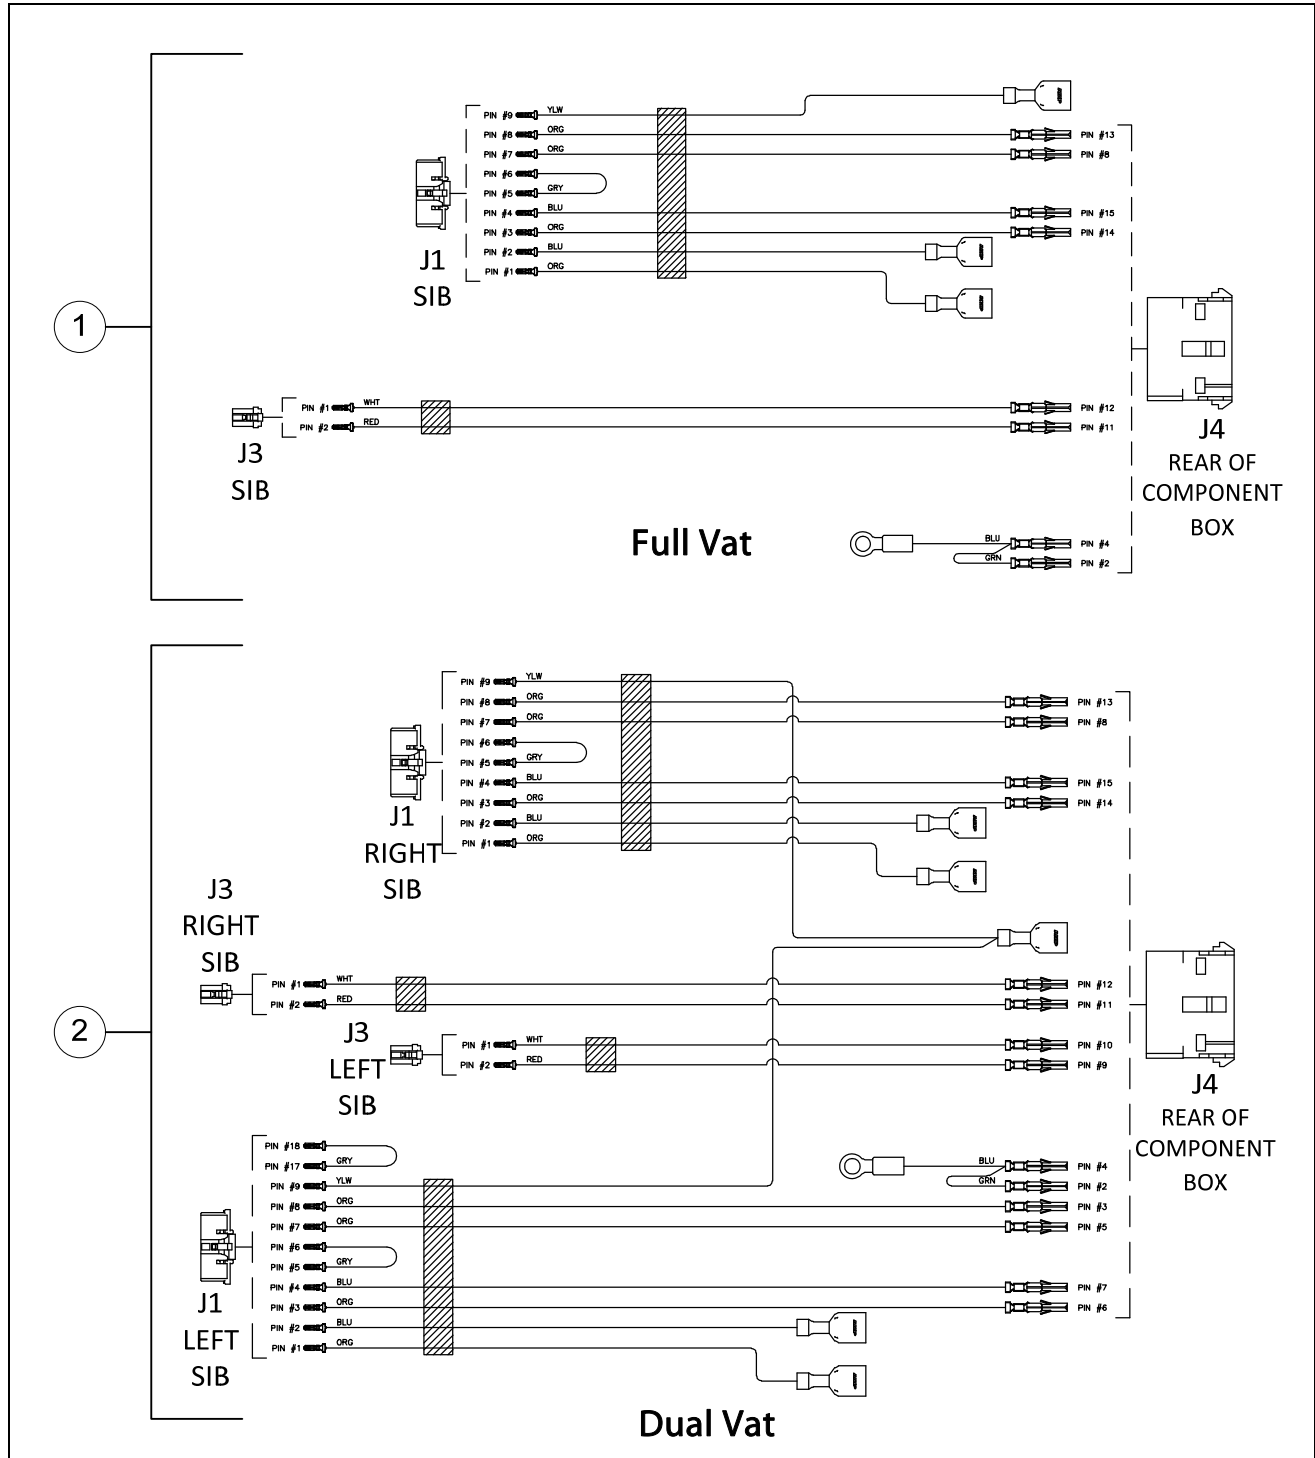 PIN #9 YLW
PIN #8 ORG PIN #13
PIN #7 ORG PIN #8
PIN #6
PIN #5 GRY
PIN #4 BLU PIN #15
PIN #3 ORG PIN #14
PIN #2 BLU
PIN #1 ORG
J1
SIB
1
PIN #1 WHT PIN #12
PIN #2 RED PIN #11
J3
SIB
J4
REAR OF
COMPONENT
BOX
Full Vat
BLU PIN #4
GRN PIN #2
PIN #9 YLW
PIN #8 ORG PIN #13
PIN #7 ORG PIN #8
PIN #6
PIN #5 GRY
PIN #4 BLU PIN #15
PIN #3 ORG PIN #14
PIN #2 BLU
PIN #1 ORG
J1
RIGHT
SIB
J3
RIGHT
SIB
PIN #1 WHT PIN #12
PIN #2 RED PIN #11
2
J3
LEFT
SIB
PIN #1 WHT PIN #10
PIN #2 RED PIN #9
J4
REAR OF
COMPONENT
BOX
PIN #18
PIN #17 GRY BLU PIN #4
PIN #9 YLW GRN PIN #2
PIN #8 ORG PIN #3
PIN #7 ORG PIN #5
PIN #6
PIN #5 GRY
PIN #4 BLU PIN #7
PIN #3 ORG PIN #6
PIN #2 BLU
PIN #1 ORG
J1
LEFT
SIB
Dual Vat